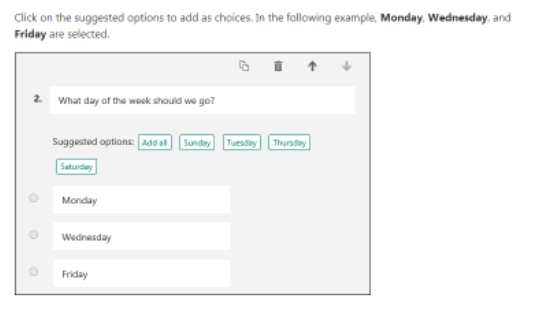 Click on the suggested options to add as choices. In the following example, Monday, Wednesday, and
Friday are selected.
2. What day of the week should we go?
Suggested options: Add all Sunday Tuesday Thursday
Saturday
Monday
Wednesday
Friday